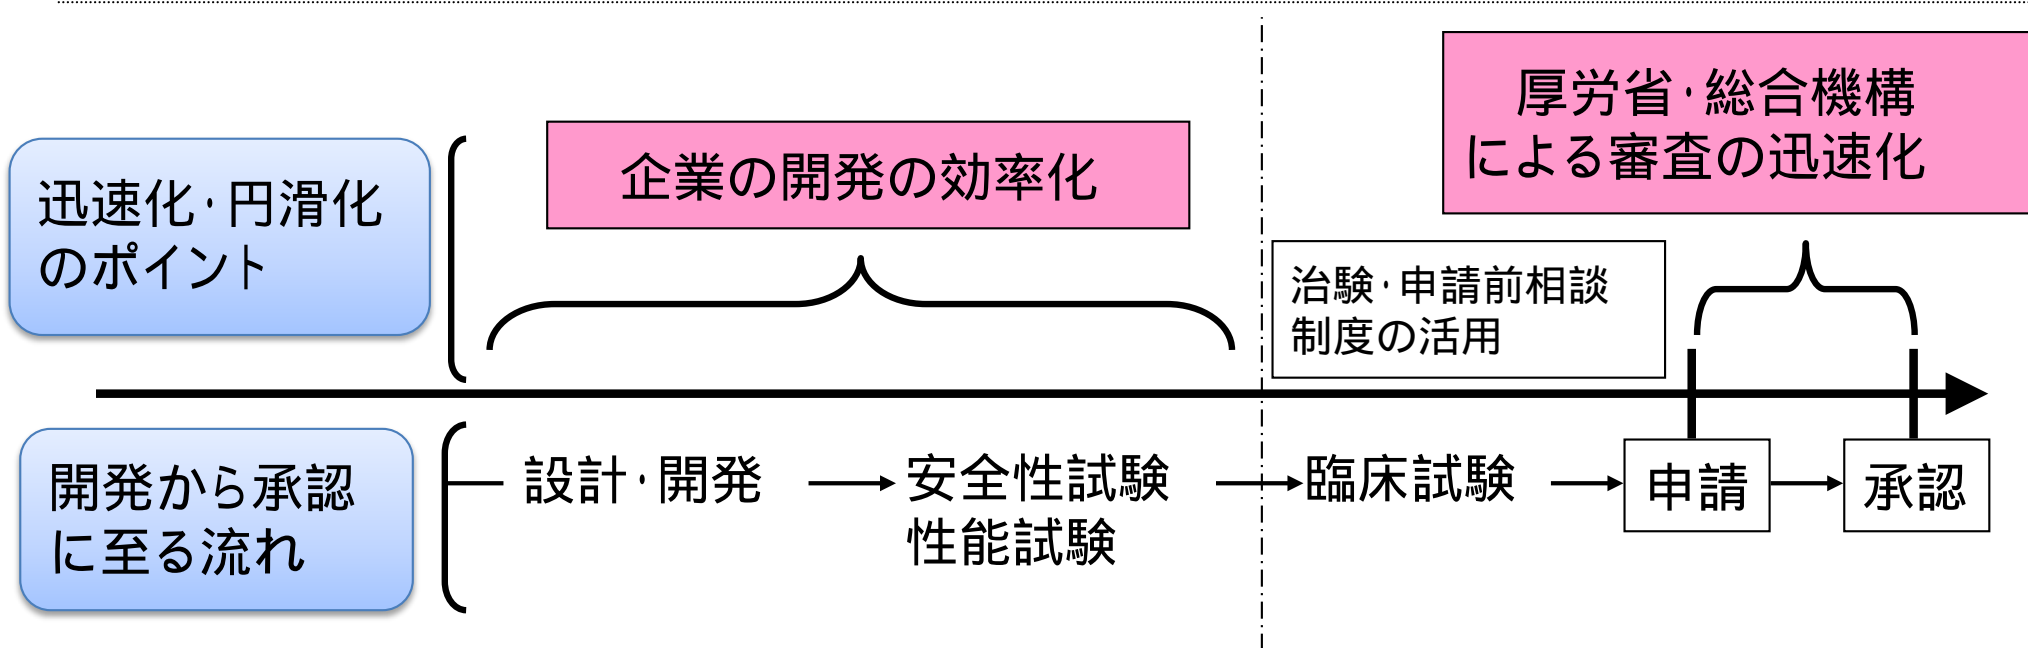 厚労省・総合機構
による審査の迅速化
企業の開発の効率化
迅速化・円滑化
のポイント
治験・申請前相談
制度の活用
開発から承認
に至る流れ
設計・開発
安全性試験
性能試験
臨床試験
申請
承認